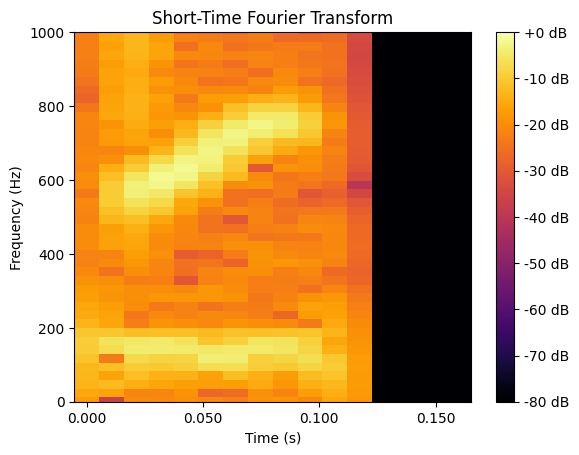 Short-Time Fourier Transform
1000
800
600
400
200
0
Frequency (Hz)
0.000
0.050
0.100
0.150
Time (s)
+0 dB
-10 dB
-20 dB
-30 dB
-40 dB
-50 dB
-60 dB
-70 dB
-80 dB